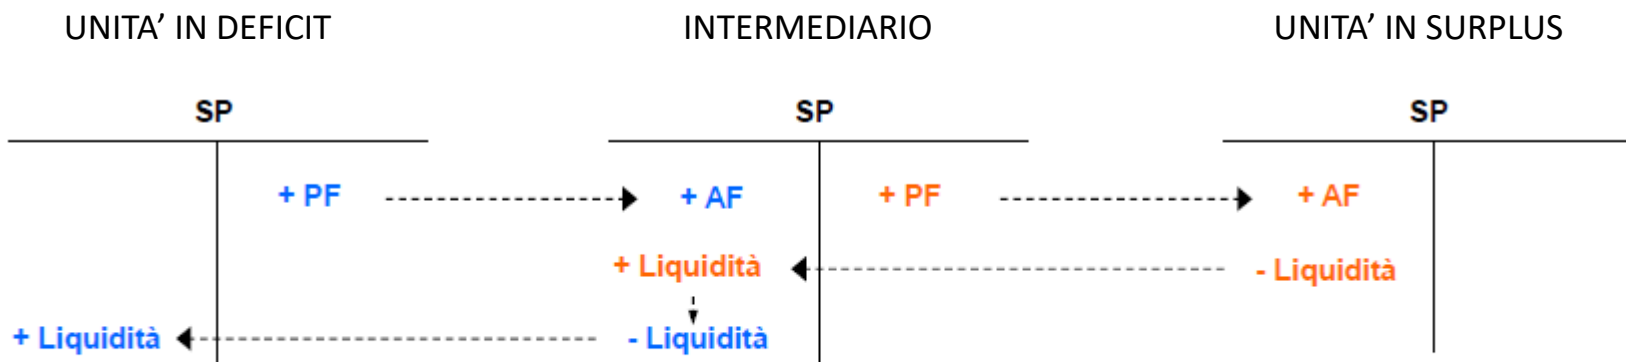 UNITA’ IN DEFICIT INTERMEDIARIO UNITA’ IN SURPLUS
SP SP SP
+ PF + AF + PF + AF
+ Liquidità - Liquidità
+ Liquidità - Liquidità